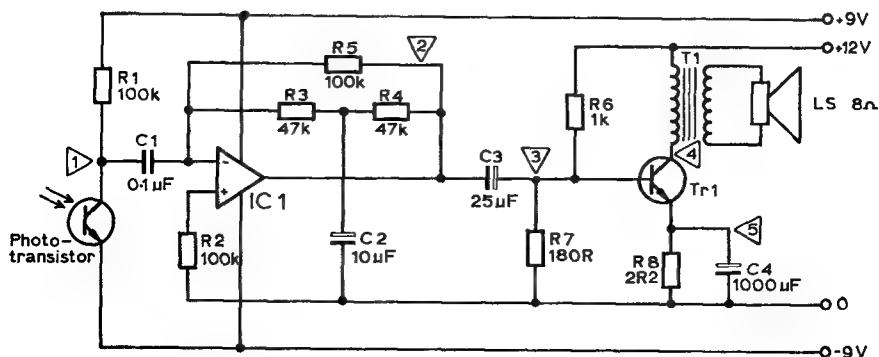 +9V
+12V
R1
100k
R5
100k
2
R3
47k
R4
47k
R6
1k
T1
LS 8Ω
1
C1
0·1µF
-
+
IC1
C3
25µF
3
4
Tr1
Photo-
transistor
R2
100k
C2
10µF
R7
180R
5
R8
2R2
C4
1000µF
0
-9V